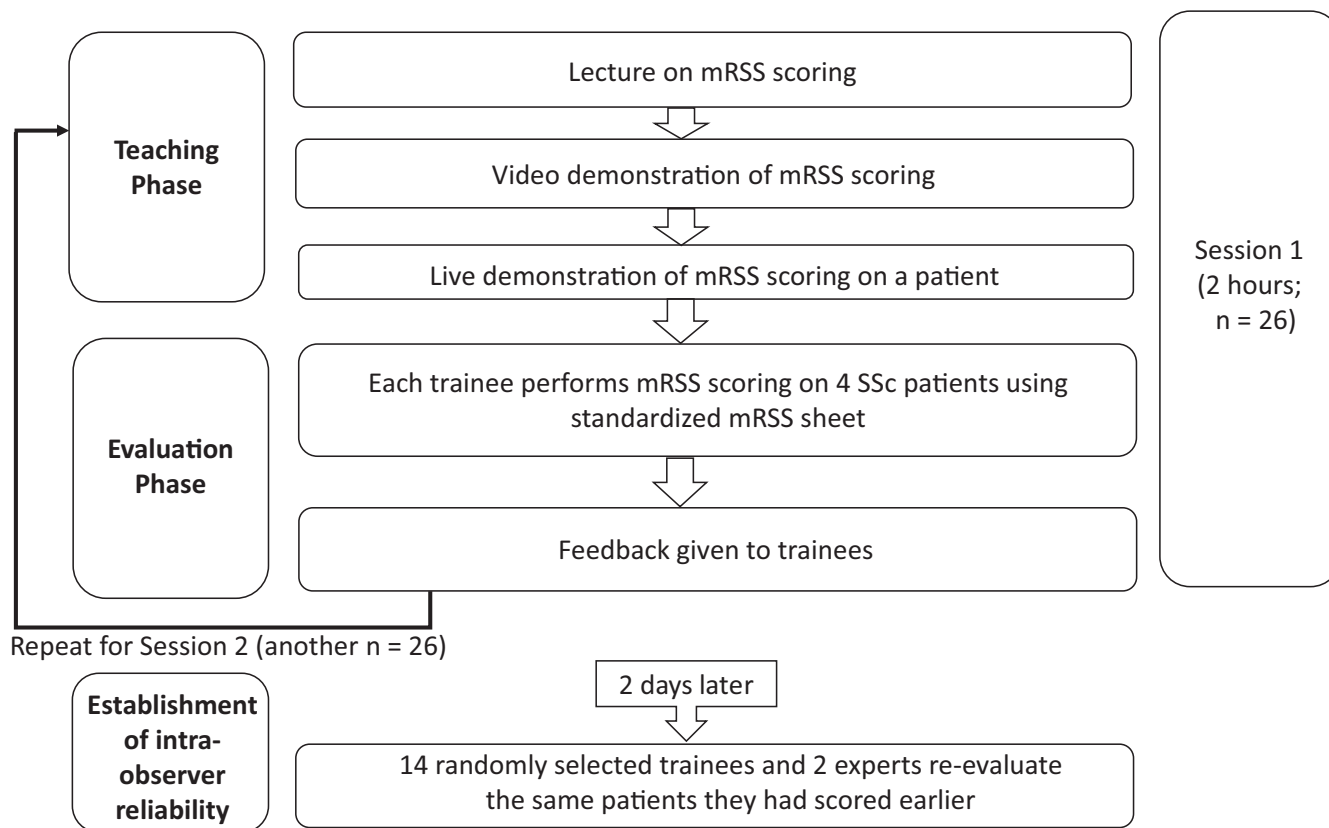 Lecture on mRSS scoring
Teaching
Phase
Video demonstration of mRSS scoring
Live demonstration of mRSS scoring on a patient
Session 1
(2 hours;
n = 26)
Evaluation
Phase
Each trainee performs mRSS scoring on 4 SSc patients using
standardized mRSS sheet
Feedback given to trainees
Repeat for Session 2 (another n = 26)
2 days later
Establishment
of intra-
observer
reliability
14 randomly selected trainees and 2 experts re-evaluate
the same patients they had scored earlier